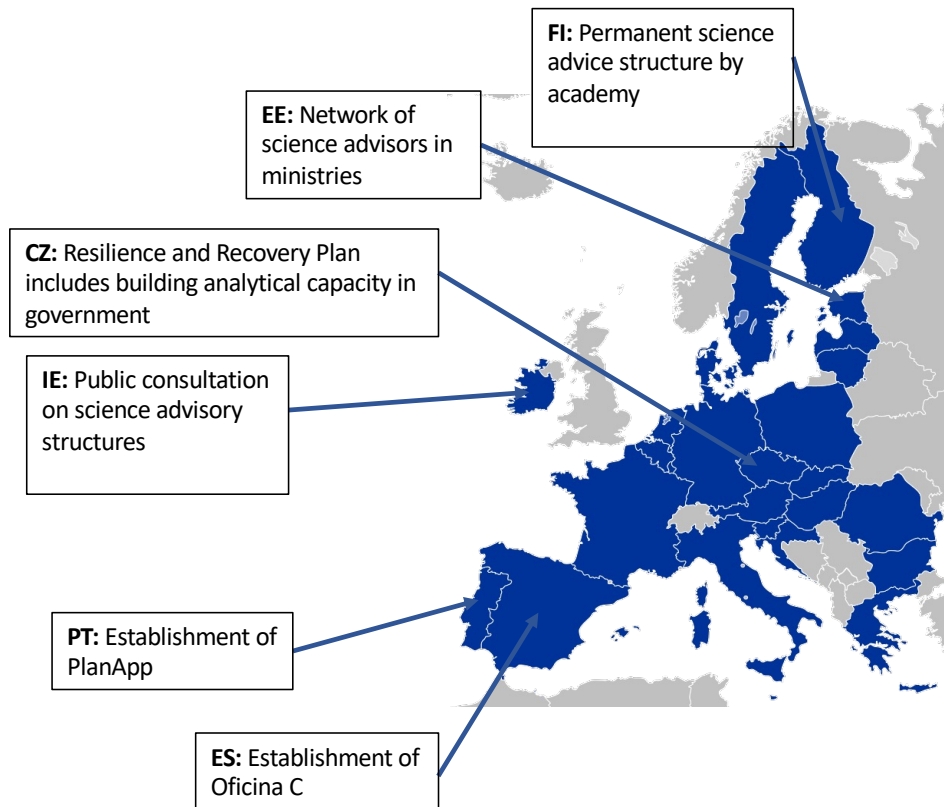 FI: Permanent science
advice structure by
academy
EE: Network of
science advisors in
ministries
CZ: Resilience and Recovery Plan
includes building analytical capacity in
government
IE: Public consultation
on science advisory
structures
PT: Establishment of
PlanApp
ES: Establishment of
Oficina C